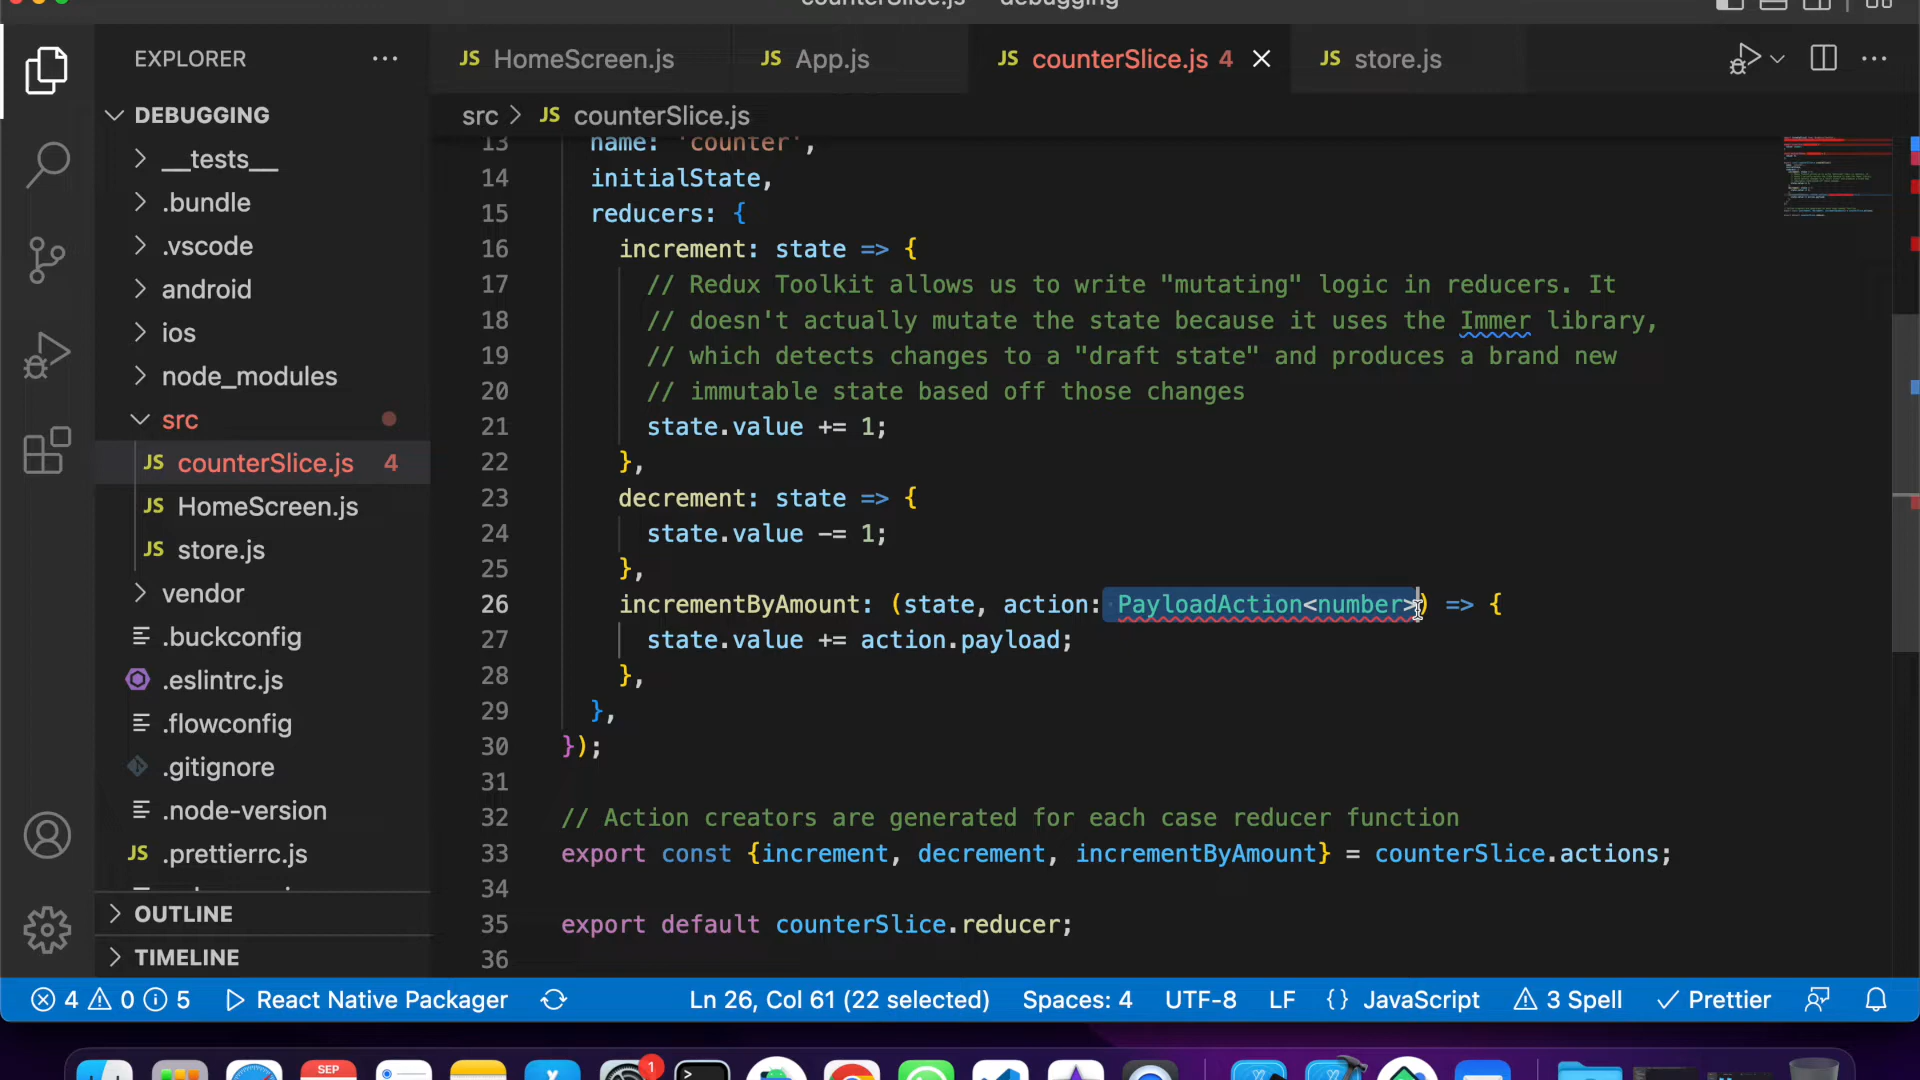 counterSlice.js — debugging
EXPLORER
HomeScreen.js
App.js
counterSlice.js 4
store.js
src > JS counterSlice.js
DEBUGGING
__tests__
.bundle
.vscode
android
ios
node_modules
src
JS counterSlice.js 4
JS HomeScreen.js
JS store.js
vendor
.buckconfig
.eslintrc.js
.flowconfig
.gitignore
.node-version
JS .prettierrc.js
OUTLINE
TIMELINE
13 name: 'counter',
14 initialState,
15 reducers: {
16 increment: state => {
17 // Redux Toolkit allows us to write "mutating" logic in reducers. It
18 // doesn't actually mutate the state because it uses the Immer library,
19 // which detects changes to a "draft state" and produces a brand new
20 // immutable state based off those changes
21 state.value += 1;
22 },
23 decrement: state => {
24 state.value -= 1;
25 },
26 incrementByAmount: (state, action: PayloadAction<number>) => {
27 state.value += action.payload;
28 },
29 },
30 });
31
32 // Action creators are generated for each case reducer function
33 export const {increment, decrement, incrementByAmount} = counterSlice.actions;
34
35 export default counterSlice.reducer;
36
4 0 5 React Native Packager Ln 26, Col 61 (22 selected) Spaces: 4 UTF-8 LF {} JavaScript 3 Spell Prettier
SEP
1